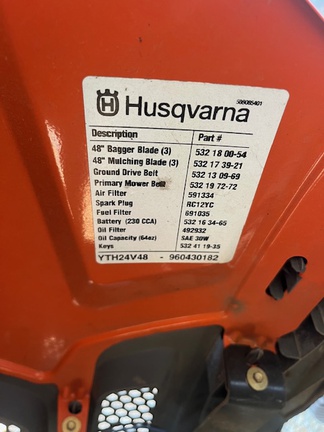 586085401
Husqvarna
Description Part #
48" Bagger Blade (3) 532 18 00-54
48" Mulching Blade (3) 532 17 39-21
Ground Drive Belt 532 13 09-69
Primary Mower Belt 532 19 72-72
Air Filter 591334
Spark Plug RC12YC
Fuel Filter 691035
Battery (230 CCA) 532 16 34-65
Oil Filter 492932
Oil Capacity (64oz) SAE 30W
Keys 532 41 19-35
YTH24V48 - 960430182